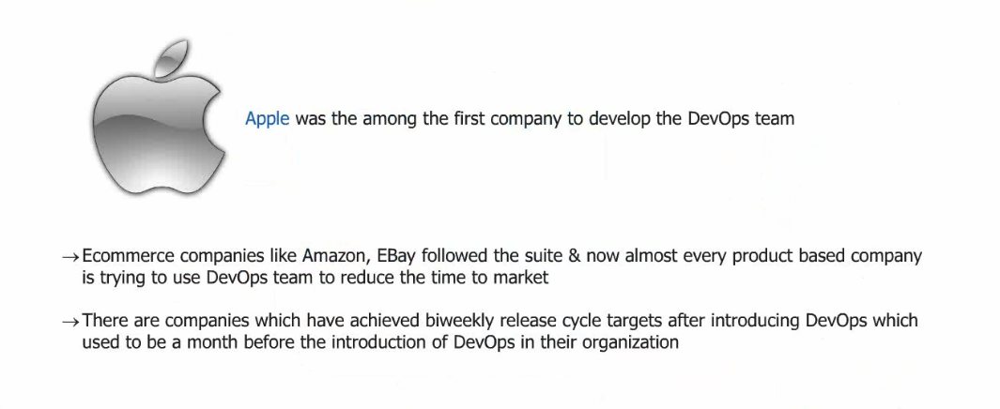 Apple was the among the first company to develop the DevOps team
→Ecommerce companies like Amazon, EBay followed the suite & now almost every product based company
is trying to use DevOps team to reduce the time to market
→There are companies which have achieved biweekly release cycle targets after introducing DevOps which
used to be a month before the introduction of DevOps in their organization